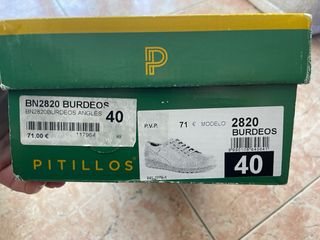 P
BN2820 BURDEOS
BN2820BURDEOS ANGLES
40
71,00 €
P.V.P. 71 € MODELO 2820
BURDEOS
40
PITILLOS